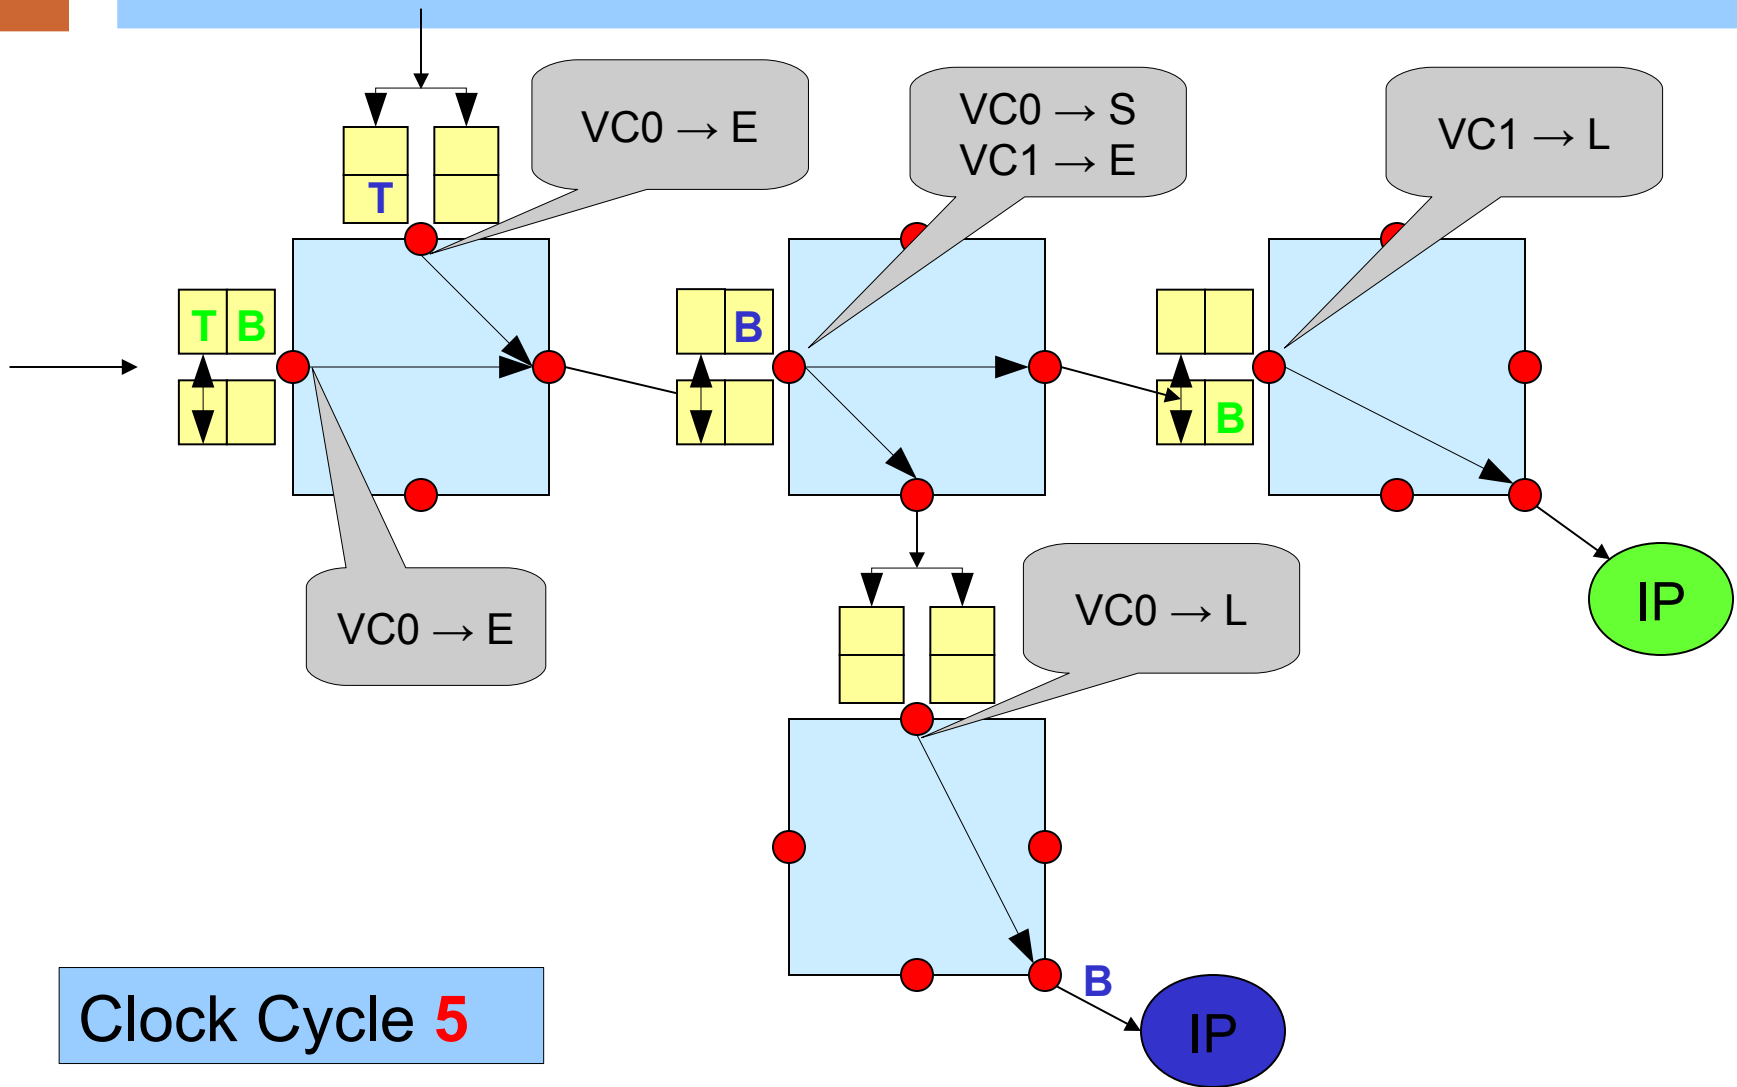 VC0 → E
VC0 → S
VC1 → E
VC1 → L
T
T B
B
B
VC0 → E
VC0 → L
IP
B
IP
Clock Cycle 5